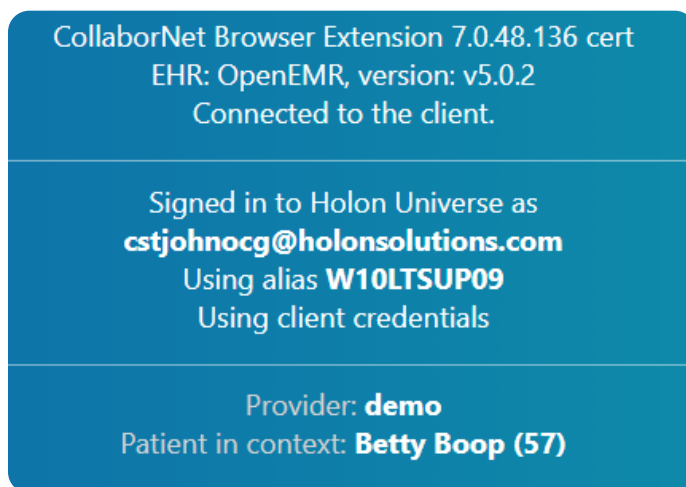 CollaborNet Browser Extension 7.0.48.136 cert
EHR: OpenEMR, version: v5.0.2
Connected to the client.
Signed in to Holon Universe as
cstjohnocg@holonsolutions.com
Using alias W10LTSUP09
Using client credentials
Provider: demo
Patient in context: Betty Boop (57)